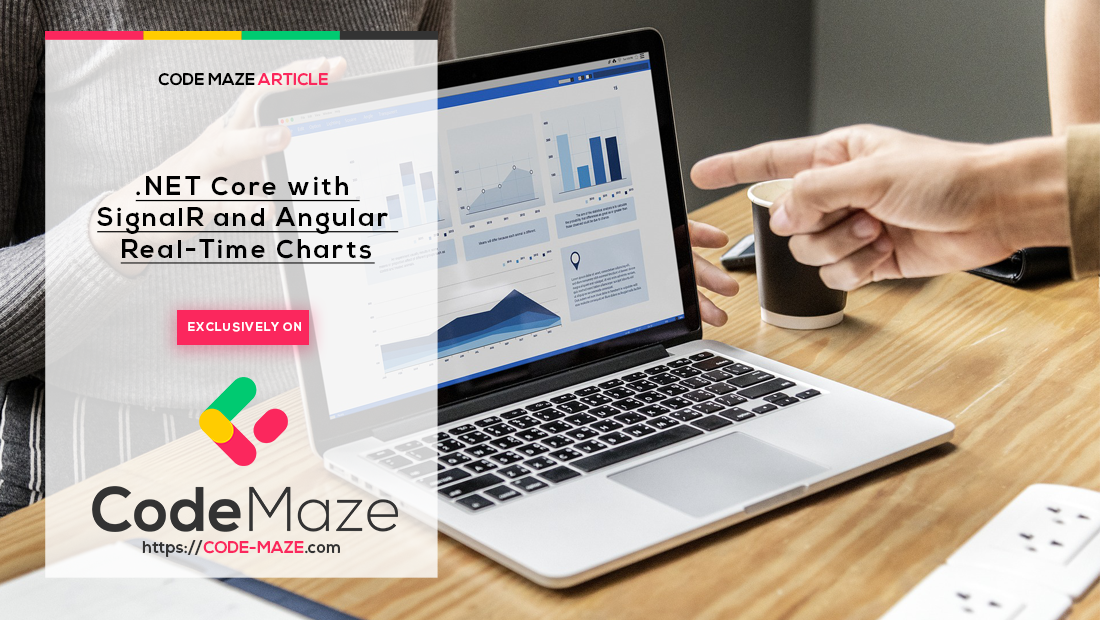 CODE MAZE ARTICLE
.NET Core with
SignalR and Angular
Real-Time Charts
EXCLUSIVELY ON
CodeMaze
https://CODE-MAZE.com